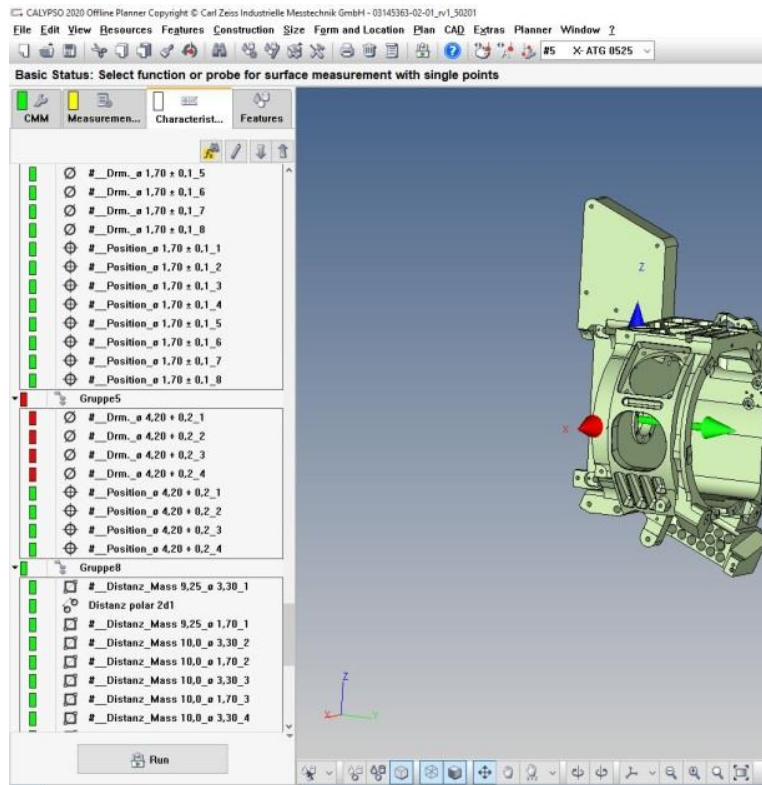 CALYPSO 2020 Offline Planner Copyright © Carl Zeiss Industrielle Messtechnik GmbH - 03145363-02-01_rv1_50201
File Edit View Resources Features Construction Size Form and Location Plan CAD Extras Planner Window ?
#5 X- ATG 0525
Basic Status: Select function or probe for surface measurement with single points
CMM Measuremen... Characterist... Features
#__Drm._ø 1,70 ± 0,1_5
#__Drm._ø 1,70 ± 0,1_6
#__Drm._ø 1,70 ± 0,1_7
#__Drm._ø 1,70 ± 0,1_8
#__Position_ø 1,70 ± 0,1_1
#__Position_ø 1,70 ± 0,1_2
#__Position_ø 1,70 ± 0,1_3
#__Position_ø 1,70 ± 0,1_4
#__Position_ø 1,70 ± 0,1_5
#__Position_ø 1,70 ± 0,1_6
#__Position_ø 1,70 ± 0,1_7
#__Position_ø 1,70 ± 0,1_8
Gruppe5
#__Drm._ø 4,20 + 0,2_1
#__Drm._ø 4,20 + 0,2_2
#__Drm._ø 4,20 + 0,2_3
#__Drm._ø 4,20 + 0,2_4
#__Position_ø 4,20 + 0,2_1
#__Position_ø 4,20 + 0,2_2
#__Position_ø 4,20 + 0,2_3
#__Position_ø 4,20 + 0,2_4
Gruppe8
#__Distanz_Mass 9,25_ø 3,30_1
Distanz polar 2d1
#__Distanz_Mass 9,25_ø 1,70_1
#__Distanz_Mass 10,0_ø 3,30_2
#__Distanz_Mass 10,0_ø 1,70_2
#__Distanz_Mass 10,0_ø 3,30_3
#__Distanz_Mass 10,0_ø 1,70_3
#__Distanz_Mass 10,0_ø 3,30_4
Run
Z
X
Z
X Y